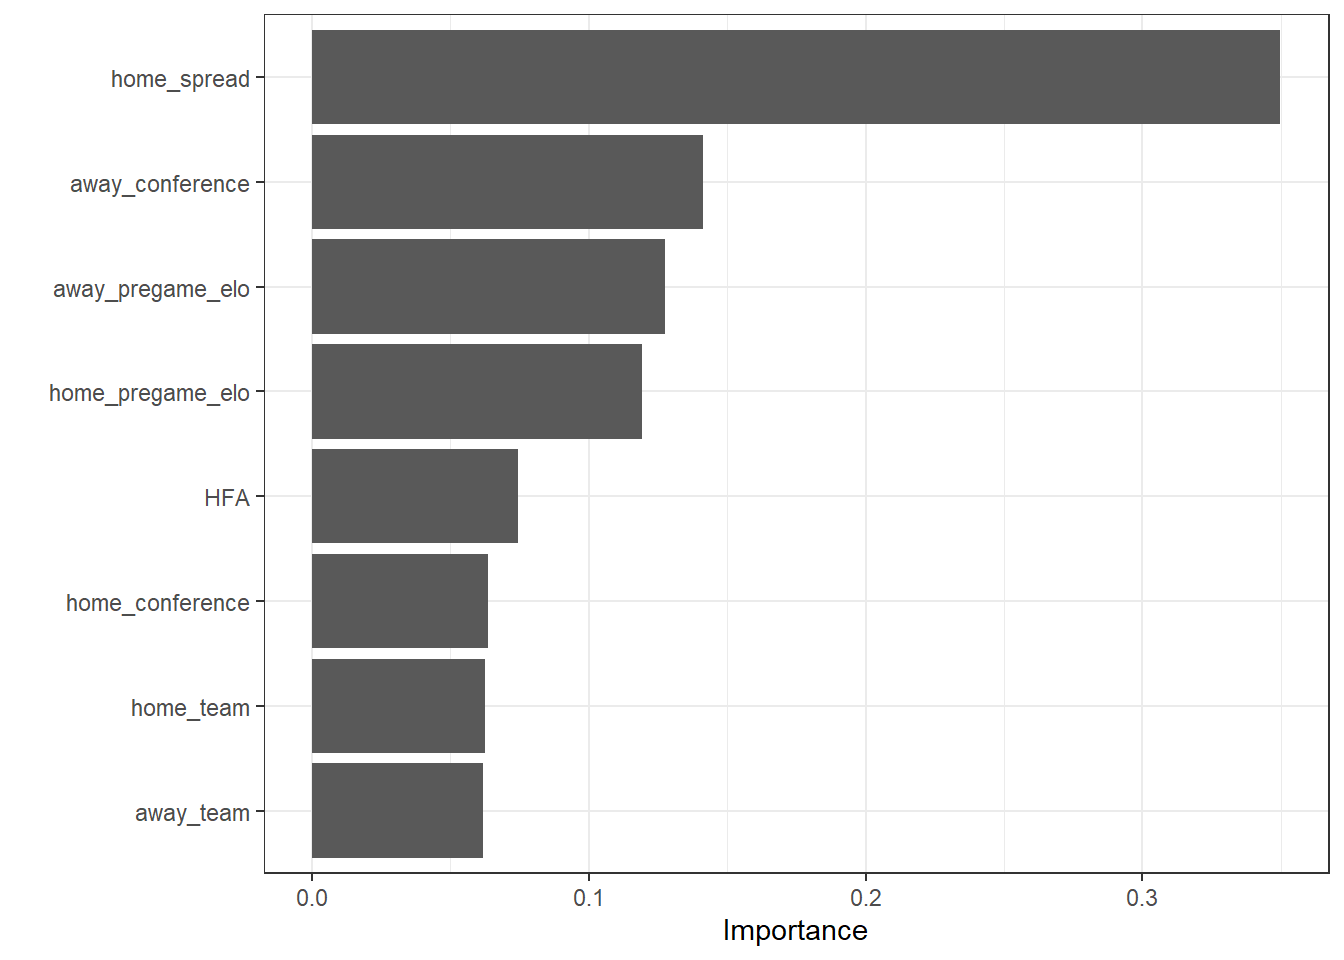 home_spread
away_conference
away_pregame_elo
home_pregame_elo
HFA
home_conference
home_team
away_team
0.0 0.1 0.2 0.3
Importance